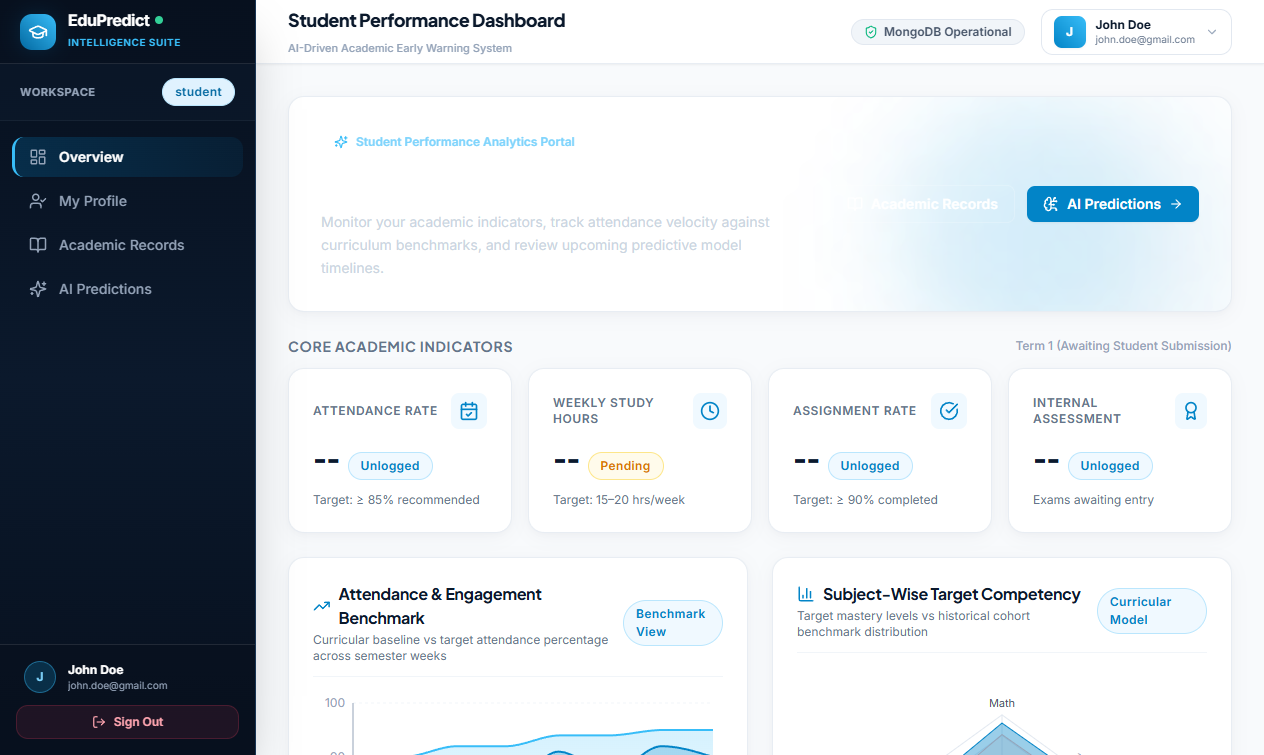 EduPredict
INTELLIGENCE SUITE
WORKSPACE
student
Overview
My Profile
Academic Records
AI Predictions
J
John Doe
john.doe@gmail.com
Sign Out
Student Performance Dashboard
AI-Driven Academic Early Warning System
MongoDB Operational
J
John Doe
john.doe@gmail.com
Student Performance Analytics Portal
Monitor your academic indicators, track attendance velocity against
curriculum benchmarks, and review upcoming predictive model
timelines.
Academic Records
AI Predictions
CORE ACADEMIC INDICATORS
Term 1 (Awaiting Student Submission)
ATTENDANCE RATE
--
Unlogged
Target: ≥ 85% recommended
WEEKLY STUDY
HOURS
--
Pending
Target: 15–20 hrs/week
ASSIGNMENT RATE
--
Unlogged
Target: ≥ 90% completed
INTERNAL
ASSESSMENT
--
Unlogged
Exams awaiting entry
Attendance & Engagement
Benchmark
Curricular baseline vs target attendance percentage
across semester weeks
Benchmark
View
100
Subject-Wise Target Competency
Target mastery levels vs historical cohort
benchmark distribution
Curricular
Model
Math